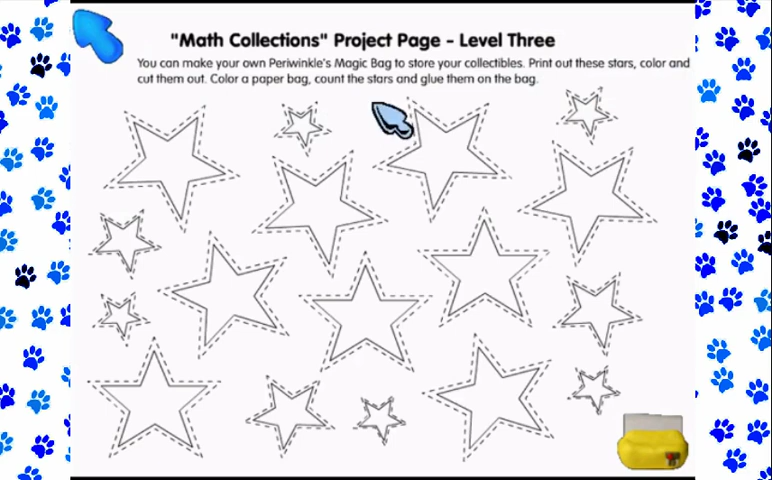 "Math Collections" Project Page - Level Three
You can make your own Periwinkle's Magic Bag to store your collectibles. Print out these stars, color and
cut them out. Color a paper bag, count the stars and glue them on the bag.